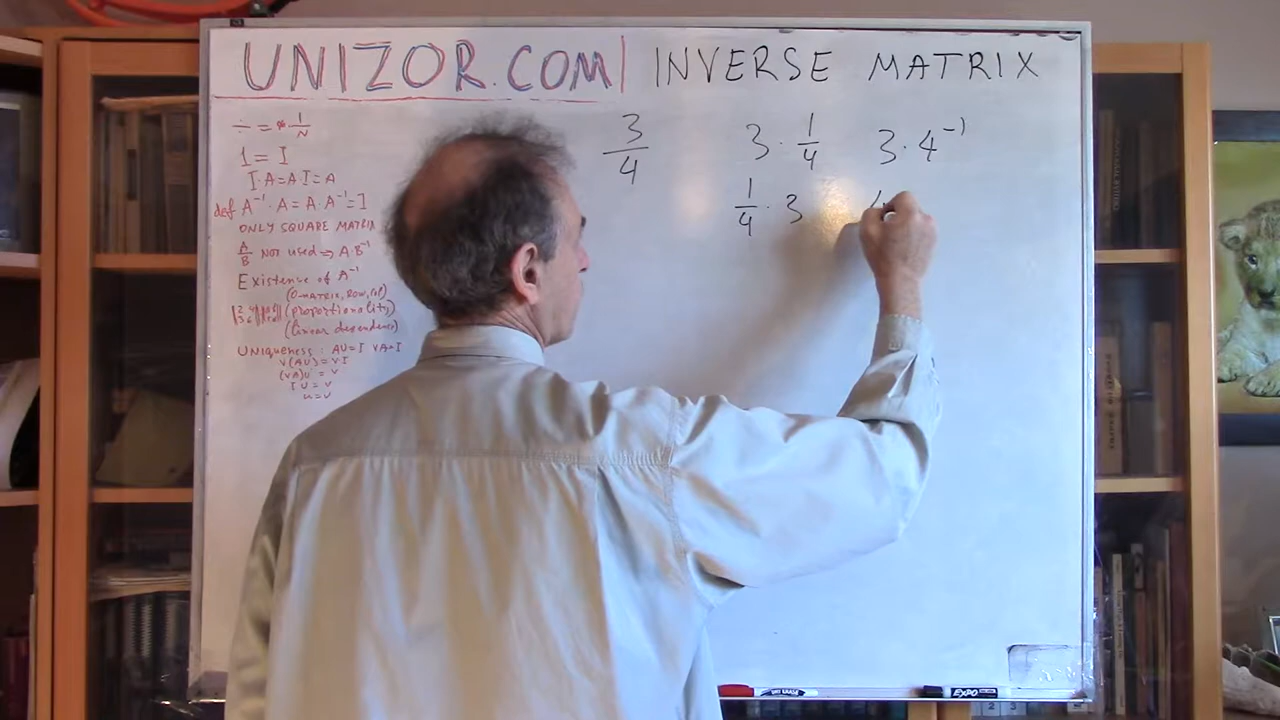 UNIZOR.COM | INVERSE MATRIX
÷ = * 1/N
1 = I
I·A = A·I = A
def A⁻¹·A = A·A⁻¹ = I
ONLY SQUARE MATRIX
A/B NOT used ⇒ A·B⁻¹
Existence of A⁻¹
(0-MATRIX, ROW, Col)
(proportionality)
(linear dependence)
Uniqueness: AU=I VA=I
V(AU) = VI
(VA)U = V
IU = V
U = V
3/4 3·1/4 3·4⁻¹
1/4·3 4
EXPO